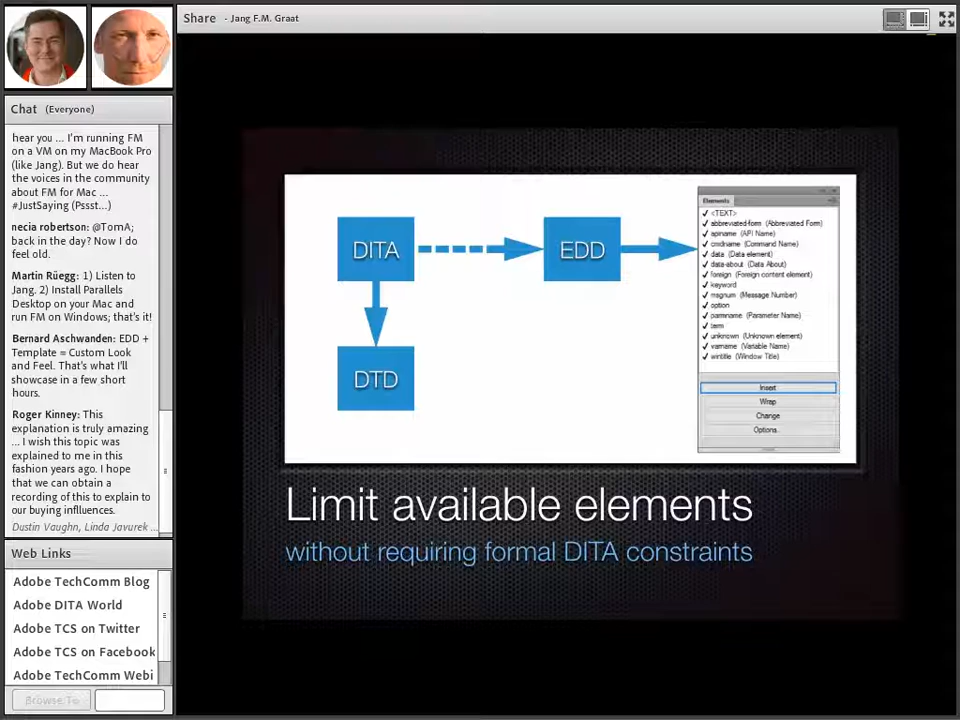 Share - Jang F.M. Graat
Chat (Everyone)
hear you ... I'm running FM
on a VM on my MacBook Pro
(like Jang). But we do hear
the voices in the community
about FM for Mac ...
#JustSaying (Pssst...)
necia robertson: @TomA;
back in the day? Now I do
feel old.
Martin Rüegg: 1) Listen to
Jang. 2) Install Parallels
Desktop on your Mac and
run FM on Windows; that's it!
Bernard Aschwanden: EDD +
Template = Custom Look
and Feel. That's what I'll
showcase in a few short
hours.
Roger Kinney: This
explanation is truly amazing
... I wish this topic was
explained to me in this
fashion years ago. I hope
that we can obtain a
recording of this to explain to
our buying infliuences.
Dustin Vaughn, Linda Javurek ...
Web Links
Adobe TechComm Blog
Adobe DITA World
Adobe TCS on Twitter
Adobe TCS on Facebook
Adobe TechComm Webi
Browse To
DITA
EDD
DTD
Elements
<TEXT>
abbreviated-form (Abbreviated Form)
apiname (API Name)
cmdname (Command Name)
data (Data element)
data-about (Data About)
foreign (Foreign content element)
keyword
msgnum (Message Number)
option
parmname (Parameter Name)
term
unknown (Unknown element)
varname (Variable Name)
wintitle (Window Title)
Insert
Wrap
Change
Options...
Limit available elements
without requiring formal DITA constraints